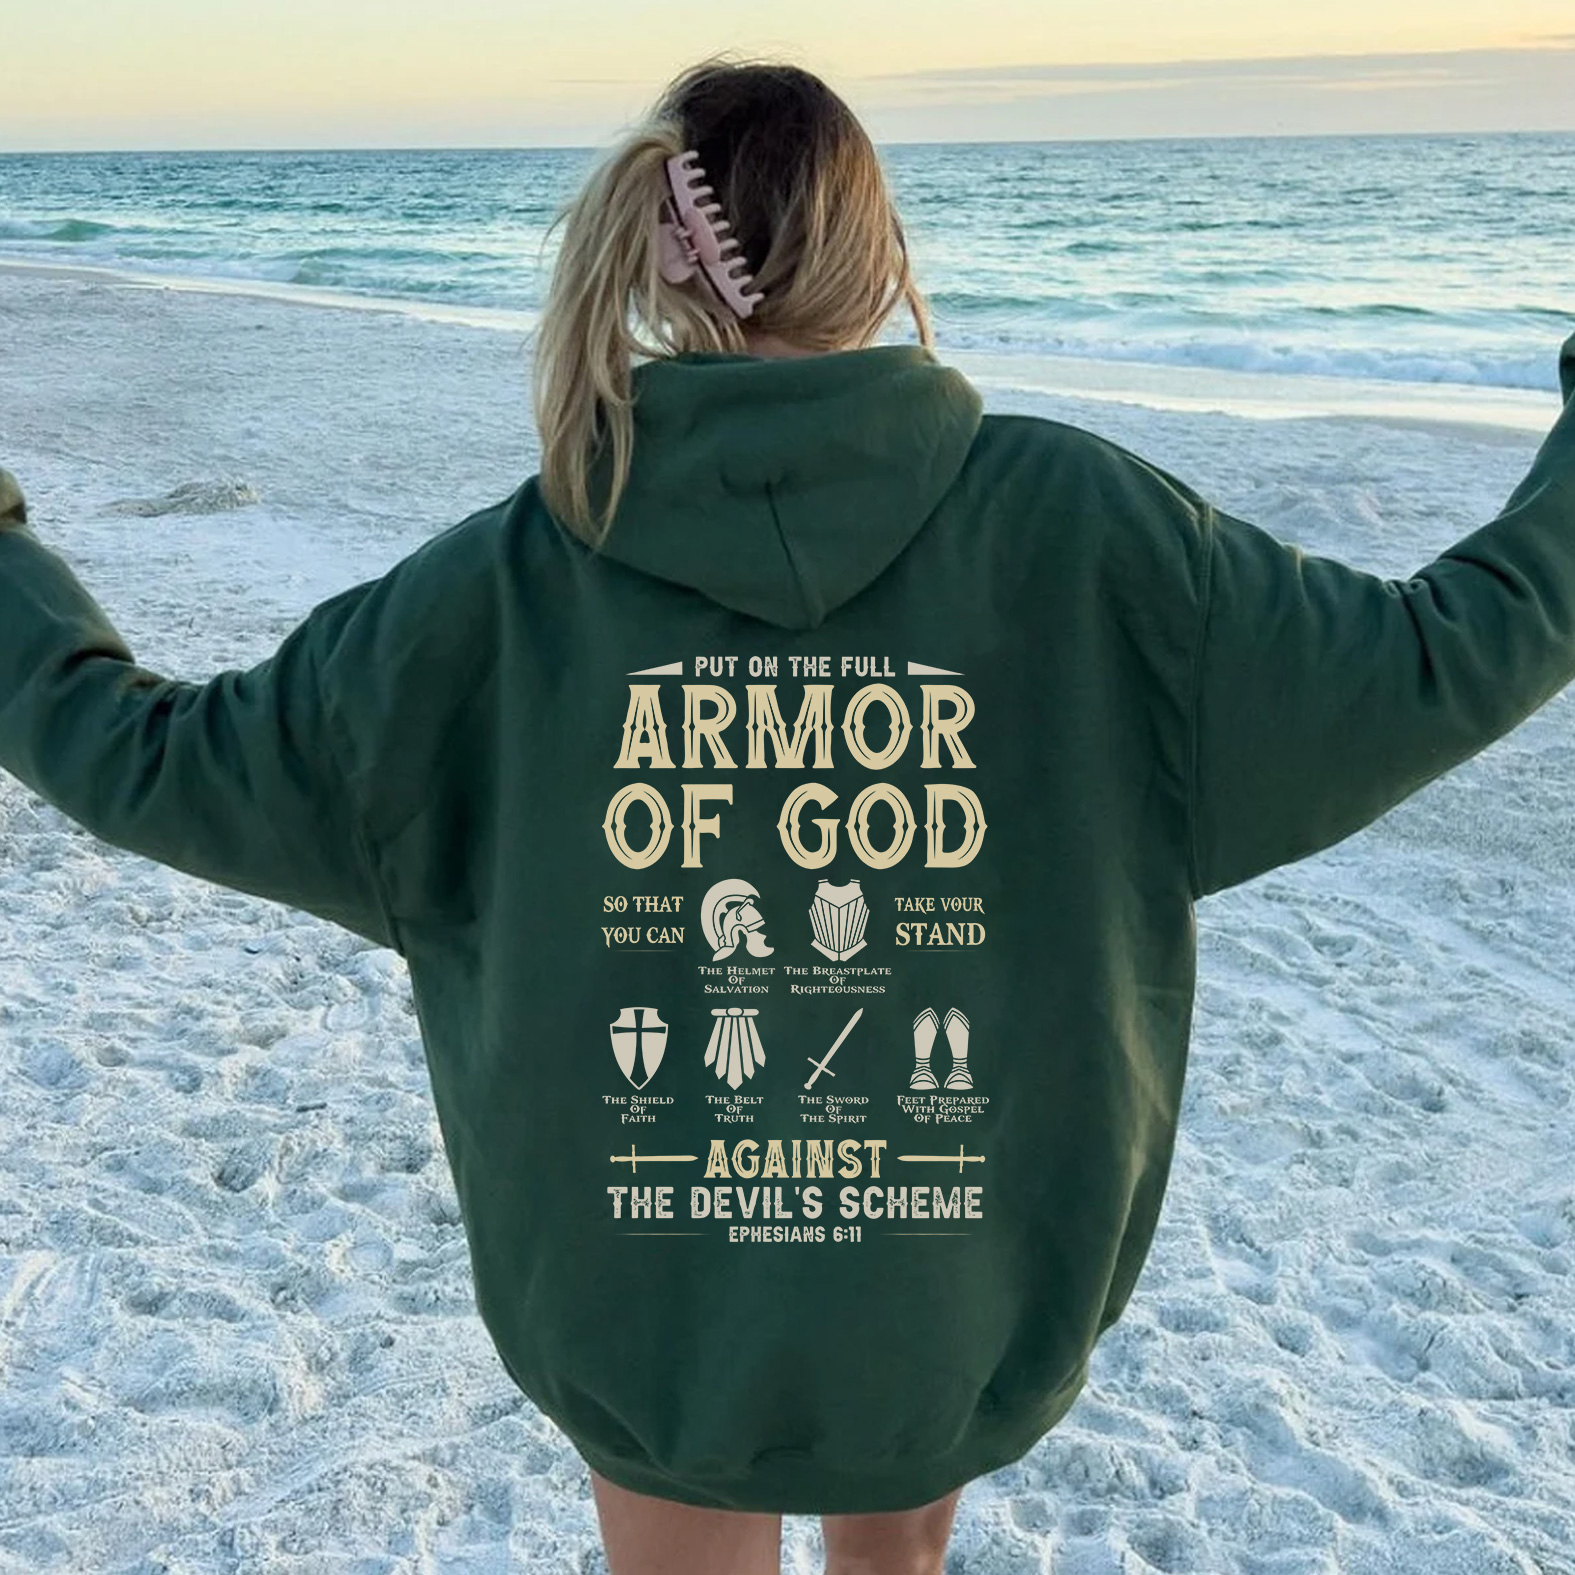 PUT ON THE FULL
ARMOR
OF GOD
SO THAT
YOU CAN
TAKE YOUR
STAND
The Helmet
Of
Salvation
The Breastplate
Of
Righteousness
The Shield
Of
Faith
The Belt
Of
Truth
The Sword
Of
The Spirit
Feet Prepared
With Gospel
Of Peace
AGAINST
THE DEVIL'S SCHEME
EPHESIANS 6:11